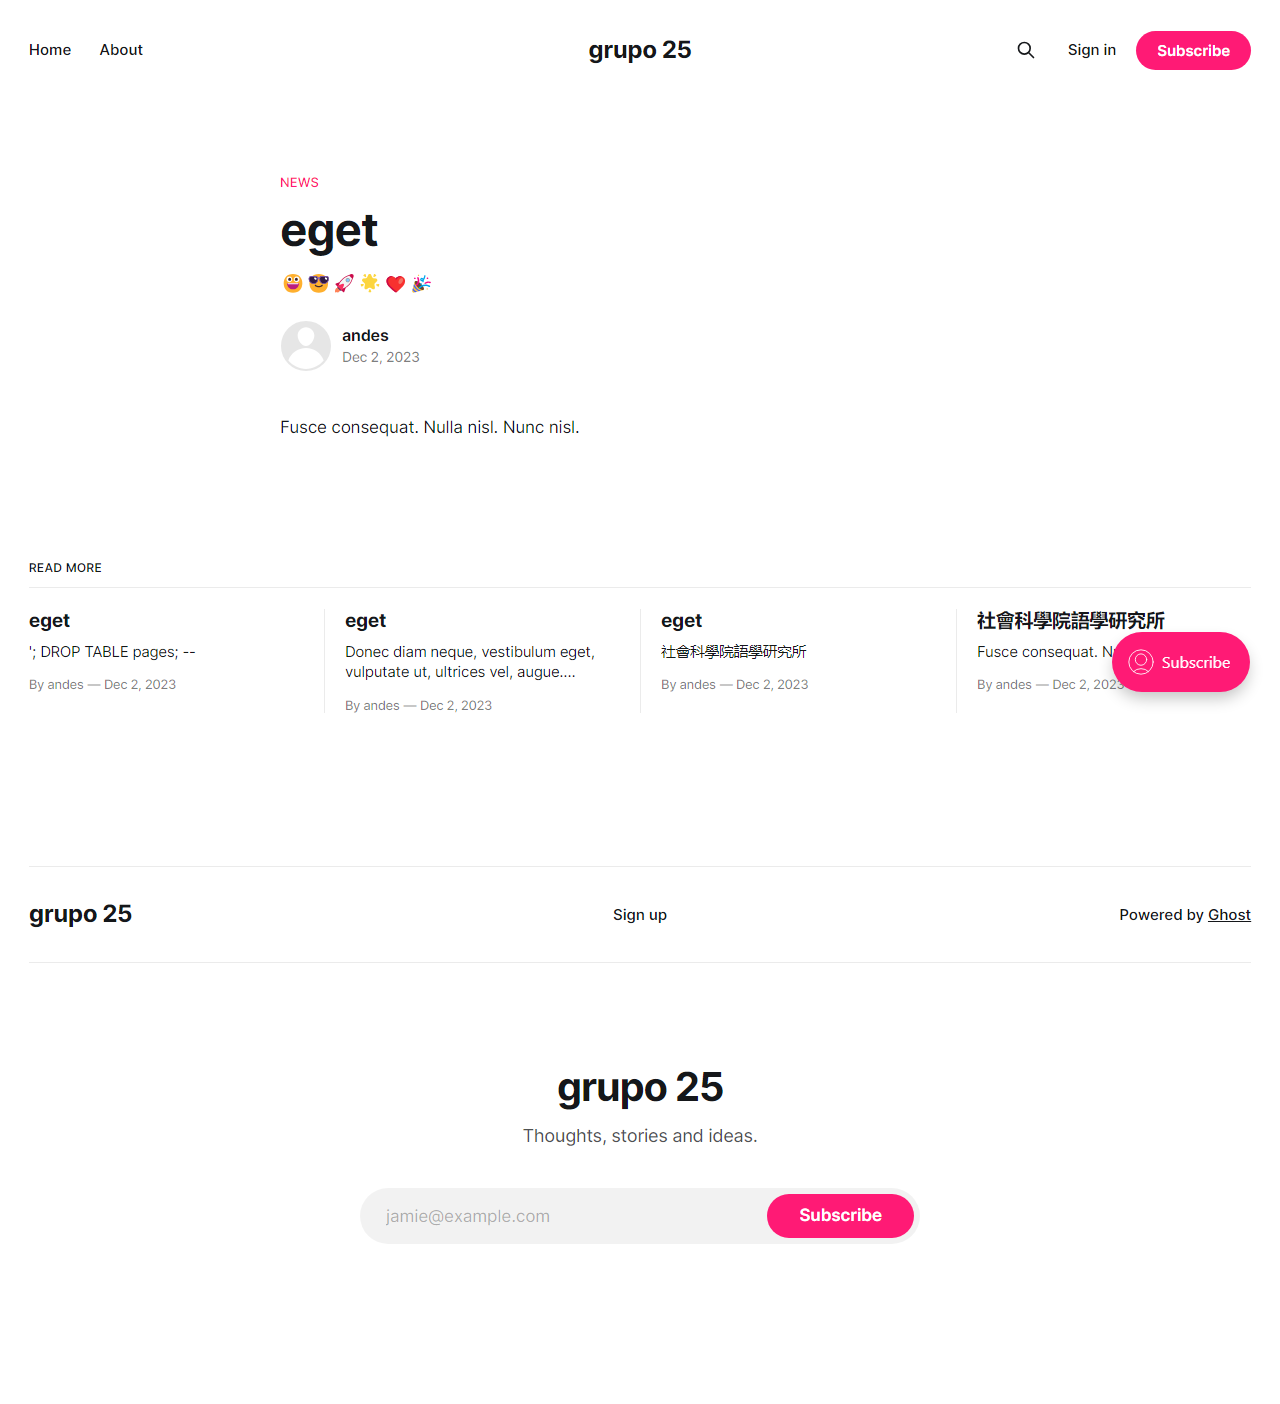 Home About grupo 25 Sign in Subscribe
NEWS
eget
😀😎🚀🌟❤️🎉
andes
Dec 2, 2023
Fusce consequat. Nulla nisl. Nunc nisl.
READ MORE
eget
'; DROP TABLE pages; --
By andes — Dec 2, 2023
eget
Donec diam neque, vestibulum eget,
vulputate ut, ultrices vel, augue....
By andes — Dec 2, 2023
eget
社會科學院語學研究所
By andes — Dec 2, 2023
社會科學院語學研究所
Fusce consequat.
By andes — Dec 2, 2023
Subscribe
grupo 25 Sign up Powered by Ghost
grupo 25
Thoughts, stories and ideas.
jamie@example.com Subscribe